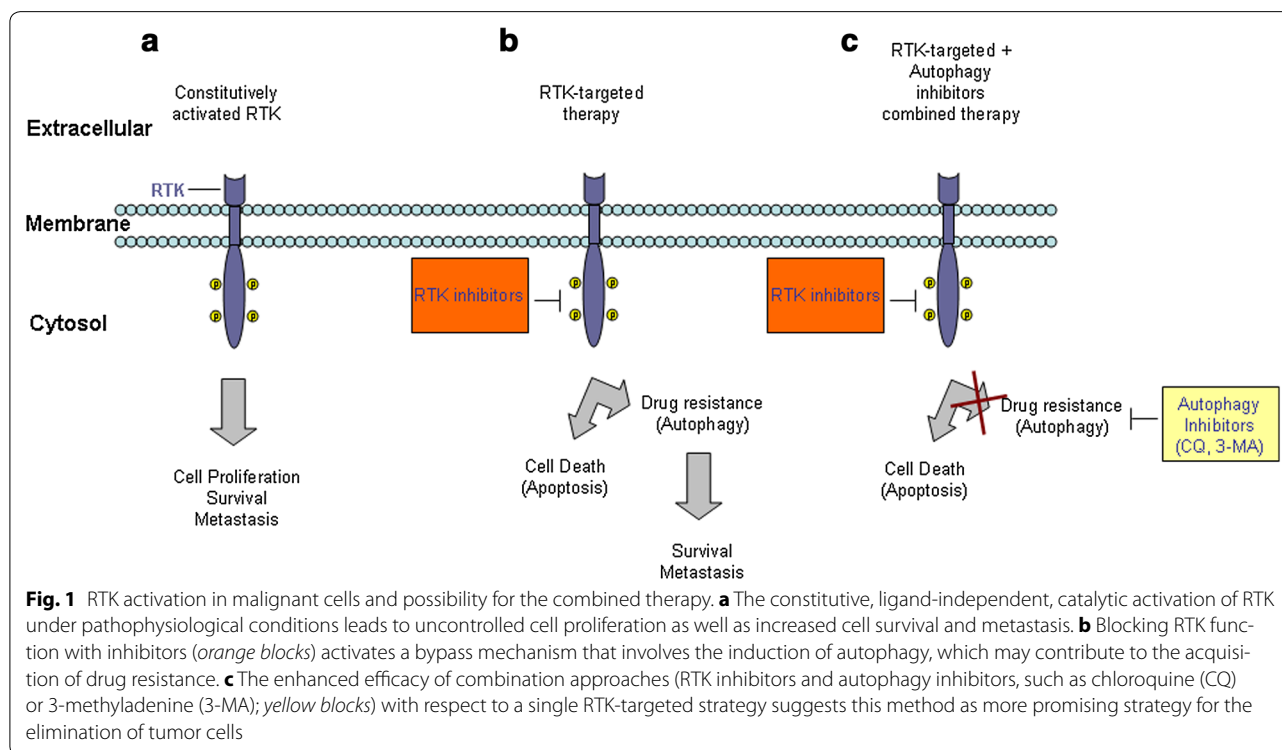 a
b
c
Constitutively
activated RTK
RTK-targeted
therapy
RTK-targeted +
Autophagy
inhibitors
combined therapy
Extracellular
RTK
Membrane
Cytosol
p p
p p
RTK inhibitors
p p
p p
RTK inhibitors
p p
p p
Cell Proliferation
Survival
Metastasis
Drug resistance
(Autophagy)
Cell Death
(Apoptosis)
Survival
Metastasis
Drug resistance
(Autophagy)
Cell Death
(Apoptosis)
Autophagy
Inhibitors
(CQ, 3-MA)
Fig. 1 RTK activation in malignant cells and possibility for the combined therapy. a The constitutive, ligand-independent, catalytic activation of RTK
under pathophysiological conditions leads to uncontrolled cell proliferation as well as increased cell survival and metastasis. b Blocking RTK func-
tion with inhibitors (orange blocks) activates a bypass mechanism that involves the induction of autophagy, which may contribute to the acquisi-
tion of drug resistance. c The enhanced efficacy of combination approaches (RTK inhibitors and autophagy inhibitors, such as chloroquine (CQ)
or 3-methyladenine (3-MA); yellow blocks) with respect to a single RTK-targeted strategy suggests this method as more promising strategy for the
elimination of tumor cells